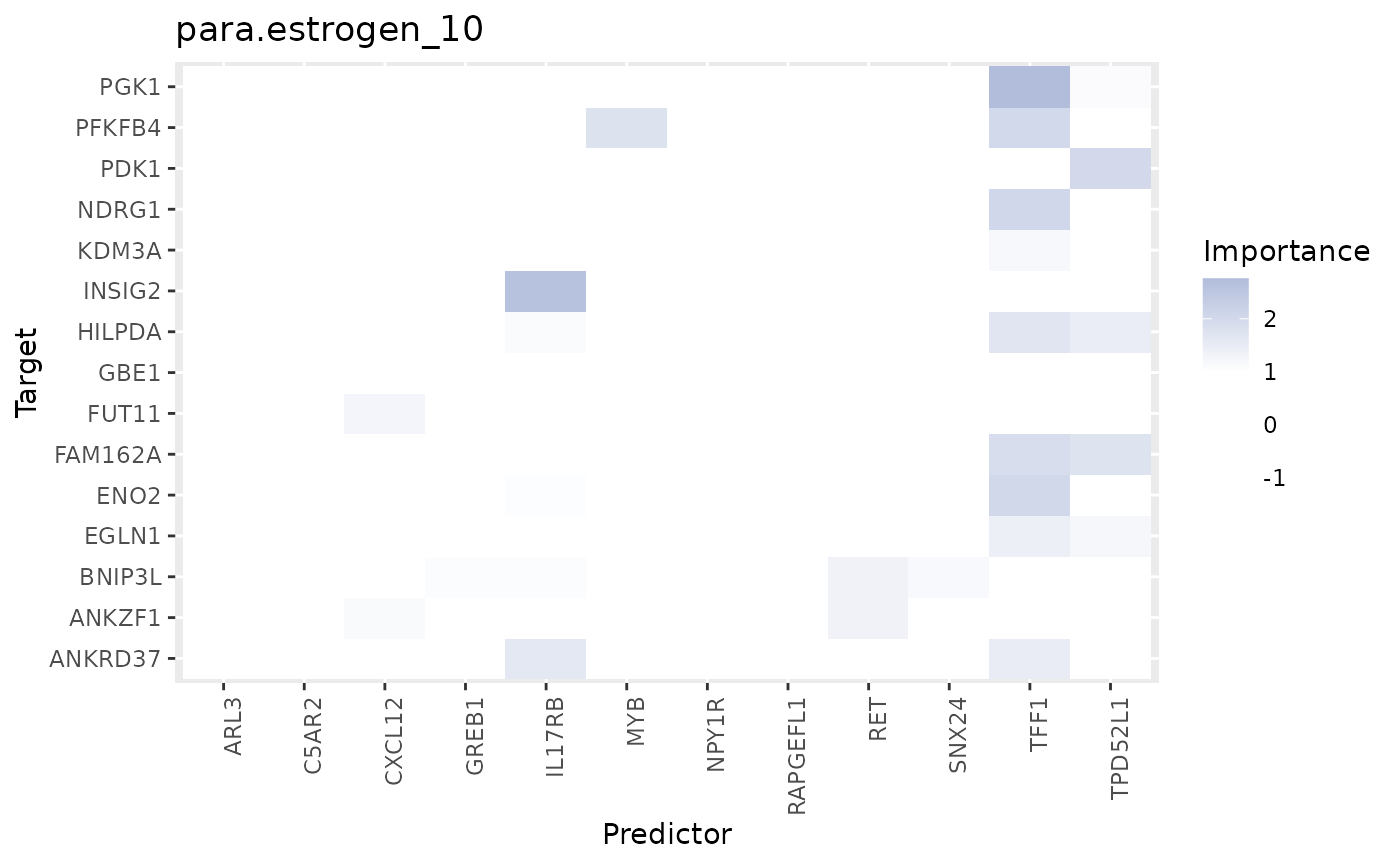 para.estrogen_10
PGK1
PFKFB4
PDK1
NDRG1
KDM3A
INSIG2
HILPDA
GBE1
FUT11
FAM162A
ENO2
EGLN1
BNIP3L
ANKZF1
ANKRD37
Target
ARL3
C5AR2
CXCL12
GREB1
IL17RB
MYB
NPY1R
RAPGEFL1
RET
SNX24
TFF1
TPD52L1
Predictor
Importance
2
1
0
-1